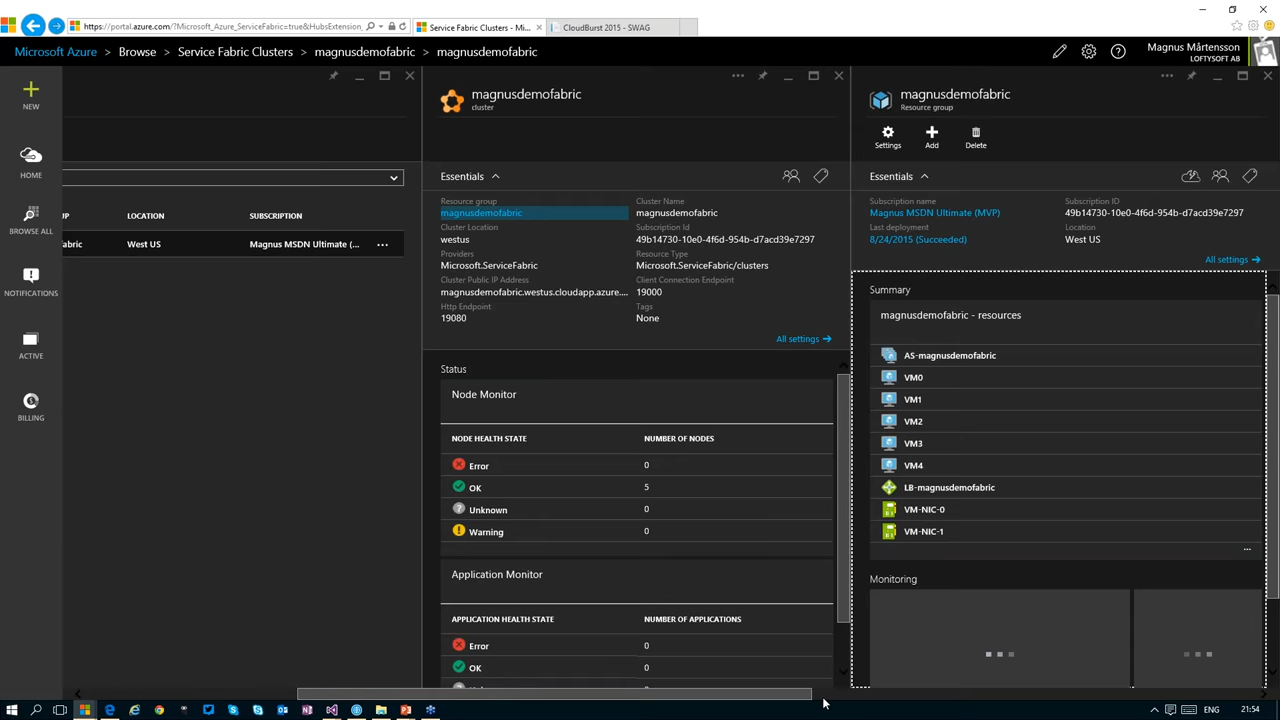 https://portal.azure.com/?Microsoft_Azure_ServiceFabric=true&HubsExtension_
Service Fabric Clusters - Mi...
CloudBurst 2015 - SWAG
Microsoft Azure > Browse > Service Fabric Clusters > magnusdemofabric > magnusdemofabric
Magnus Mårtensson
LOFTYSOFT AB
NEW
HOME
BROWSE ALL
NOTIFICATIONS
ACTIVE
BILLING
LOCATION
SUBSCRIPTION
West US
Magnus MSDN Ultimate (...
magnusdemofabric
cluster
Essentials
Resource group
magnusdemofabric
Cluster Name
magnusdemofabric
Cluster Location
westus
Subscription Id
49b14730-10e0-4f6d-954b-d7acd39e7297
Providers
Microsoft.ServiceFabric
Resource Type
Microsoft.ServiceFabric/clusters
Cluster Public IP Address
magnusdemofabric.westus.cloudapp.azure....
Client Connection Endpoint
19000
Http Endpoint
19080
Tags
None
All settings
Status
Node Monitor
NODE HEALTH STATE
NUMBER OF NODES
Error 0
OK 5
Unknown 0
Warning 0
Application Monitor
APPLICATION HEALTH STATE
NUMBER OF APPLICATIONS
Error 0
OK 0
magnusdemofabric
Resource group
Settings
Add
Delete
Essentials
Subscription name
Magnus MSDN Ultimate (MVP)
Subscription ID
49b14730-10e0-4f6d-954b-d7acd39e7297
Last deployment
8/24/2015 (Succeeded)
Location
West US
All settings
Summary
magnusdemofabric - resources
AS-magnusdemofabric
VM0
VM1
VM2
VM3
VM4
LB-magnusdemofabric
VM-NIC-0
VM-NIC-1
...
Monitoring
ENG
21:54